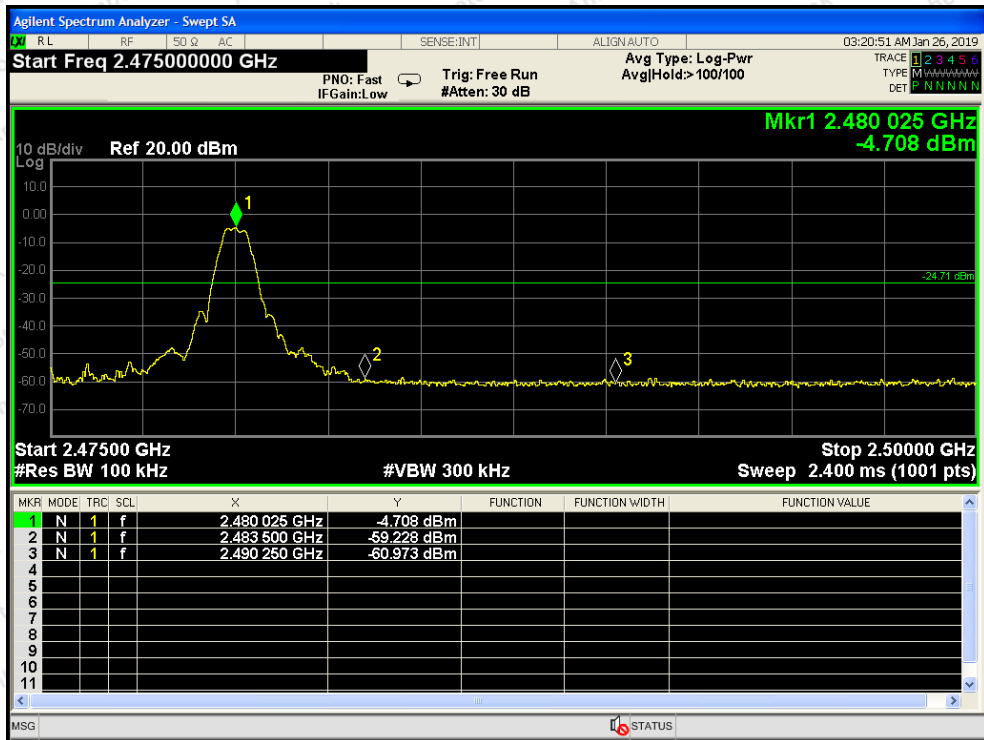 Agilent Spectrum Analyzer - Swept SA
LXI RL RF 50 Ω AC SENSE:INT ALIGN AUTO 03:20:51 AM Jan 26, 2019
Start Freq 2.475000000 GHz
PNO: Fast
IFGain:Low
Trig: Free Run
#Atten: 30 dB
Avg Type: Log-Pwr
Avg|Hold:>100/100
TRACE 1 2 3 4 5 6
TYPE M
DET P N N N N N
Mkr1 2.480 025 GHz
-4.708 dBm
10 dB/div Ref 20.00 dBm
Log
10.0
0.00
-10.0
-20.0
-30.0
-40.0
-50.0
-60.0
-70.0
1
-24.71 dBm
2
3
Start 2.47500 GHz Stop 2.50000 GHz
#Res BW 100 kHz #VBW 300 kHz Sweep 2.400 ms (1001 pts)
MKR MODE TRC SCL X Y FUNCTION FUNCTION WIDTH FUNCTION VALUE
1 N 1 f 2.480 025 GHz -4.708 dBm
2 N 1 f 2.483 500 GHz -59.228 dBm
3 N 1 f 2.490 250 GHz -60.973 dBm
4
5
6
7
8
9
10
11
MSG STATUS